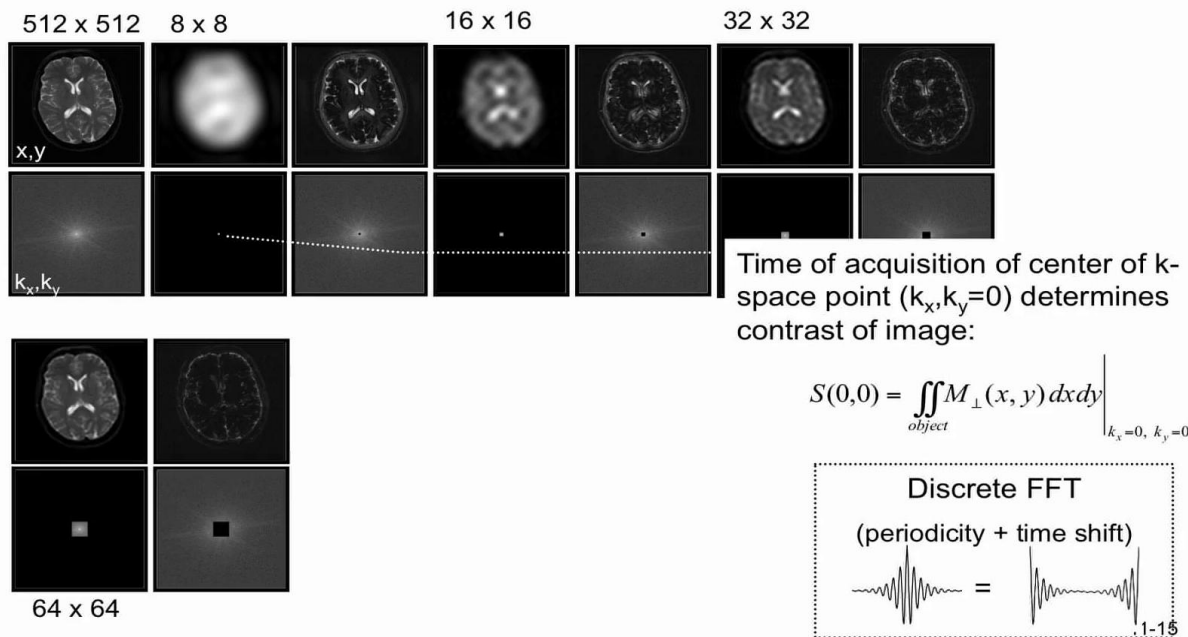 512 x 512
8 x 8
16 x 16
32 x 32
x,y
kx,ky
Time of acquisition of center of k-
space point (kx,ky=0) determines
contrast of image:
S(0,0) = ∬object M⊥(x, y) dxdy |kx=0, ky=0
64 x 64
Discrete FFT
(periodicity + time shift)
=
.1-15